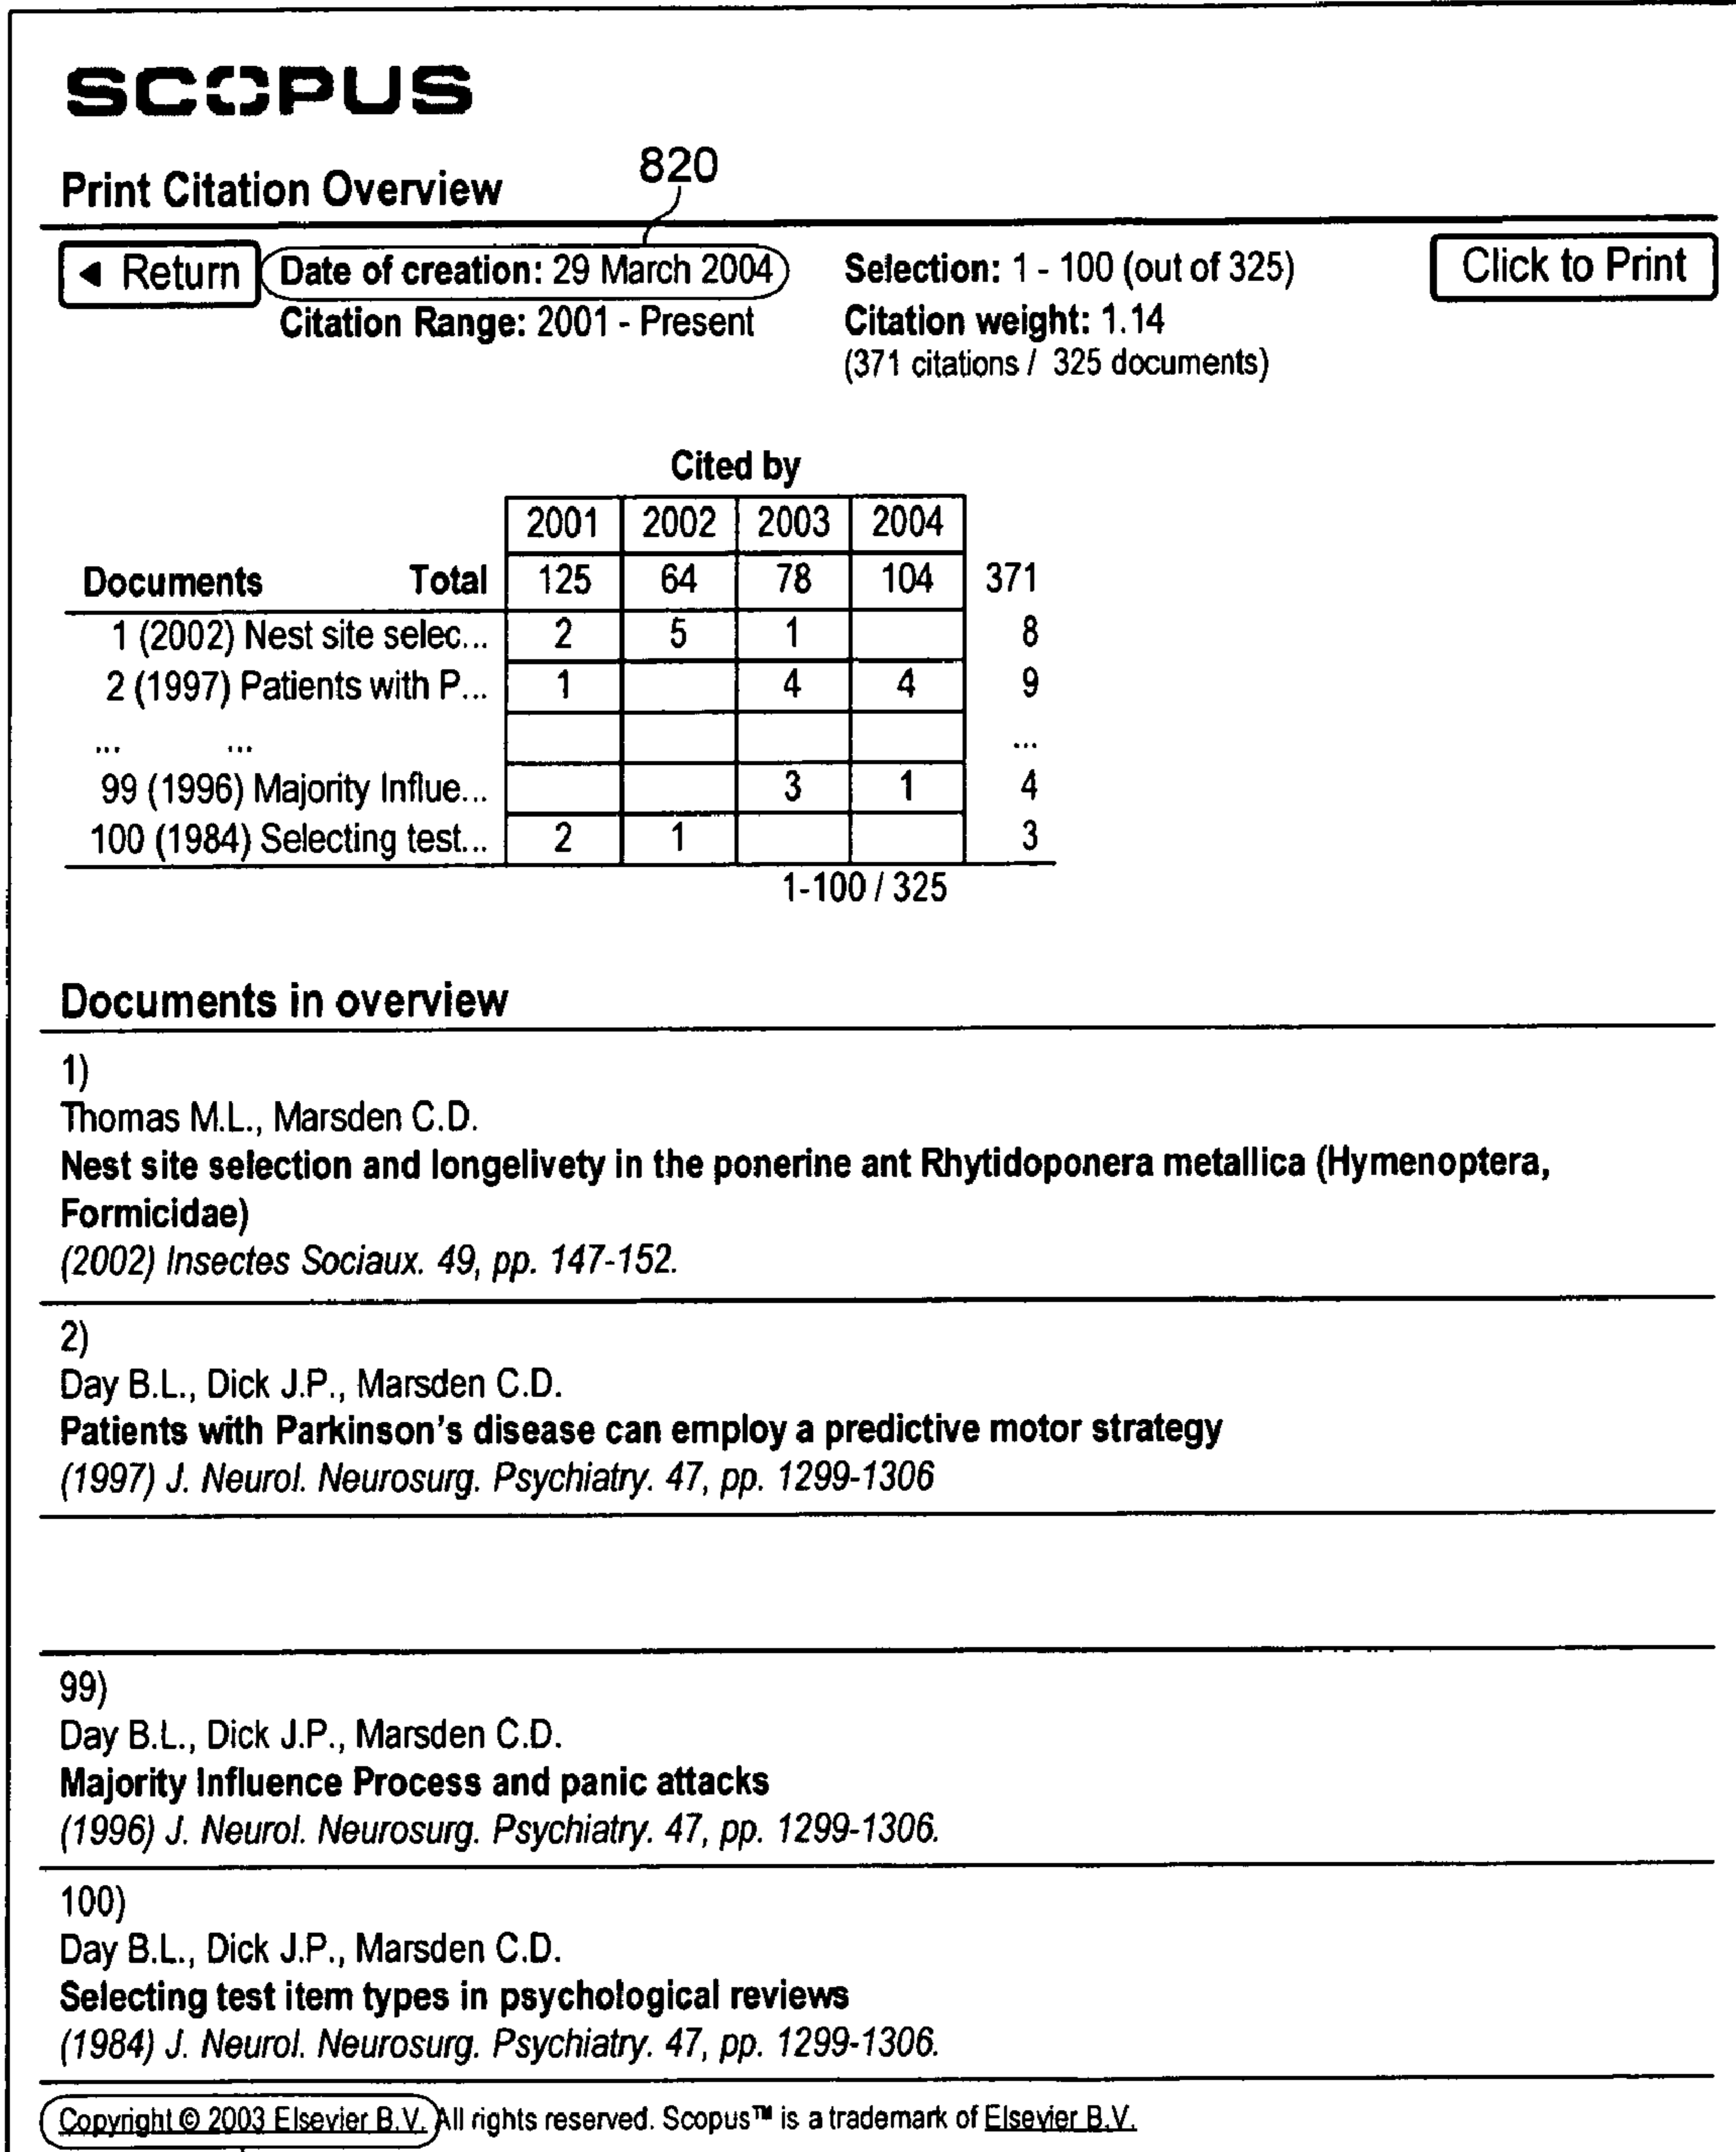 SCOPUS
820
Print Citation Overview
◄ Return Date of creation: 29 March 2004 Selection: 1 - 100 (out of 325) Click to Print
Citation Range: 2001 - Present Citation weight: 1.14
(371 citations / 325 documents)
Cited by
2001 2002 2003 2004
Documents Total 125 64 78 104 371
1 (2002) Nest site selec... 2 5 1 8
2 (1997) Patients with P... 1 4 4 9
... ... ...
99 (1996) Majority Influe... 3 1 4
100 (1984) Selecting test... 2 1 3
1-100 / 325
Documents in overview
1)
Thomas M.L., Marsden C.D.
Nest site selection and longelivety in the ponerine ant Rhytidoponera metallica (Hymenoptera,
Formicidae)
(2002) Insectes Sociaux. 49, pp. 147-152.
2)
Day B.L., Dick J.P., Marsden C.D.
Patients with Parkinson's disease can employ a predictive motor strategy
(1997) J. Neurol. Neurosurg. Psychiatry. 47, pp. 1299-1306
99)
Day B.L., Dick J.P., Marsden C.D.
Majority Influence Process and panic attacks
(1996) J. Neurol. Neurosurg. Psychiatry. 47, pp. 1299-1306.
100)
Day B.L., Dick J.P., Marsden C.D.
Selecting test item types in psychological reviews
(1984) J. Neurol. Neurosurg. Psychiatry. 47, pp. 1299-1306.
Copyright © 2003 Elsevier B.V. All rights reserved. Scopus™ is a trademark of Elsevier B.V.